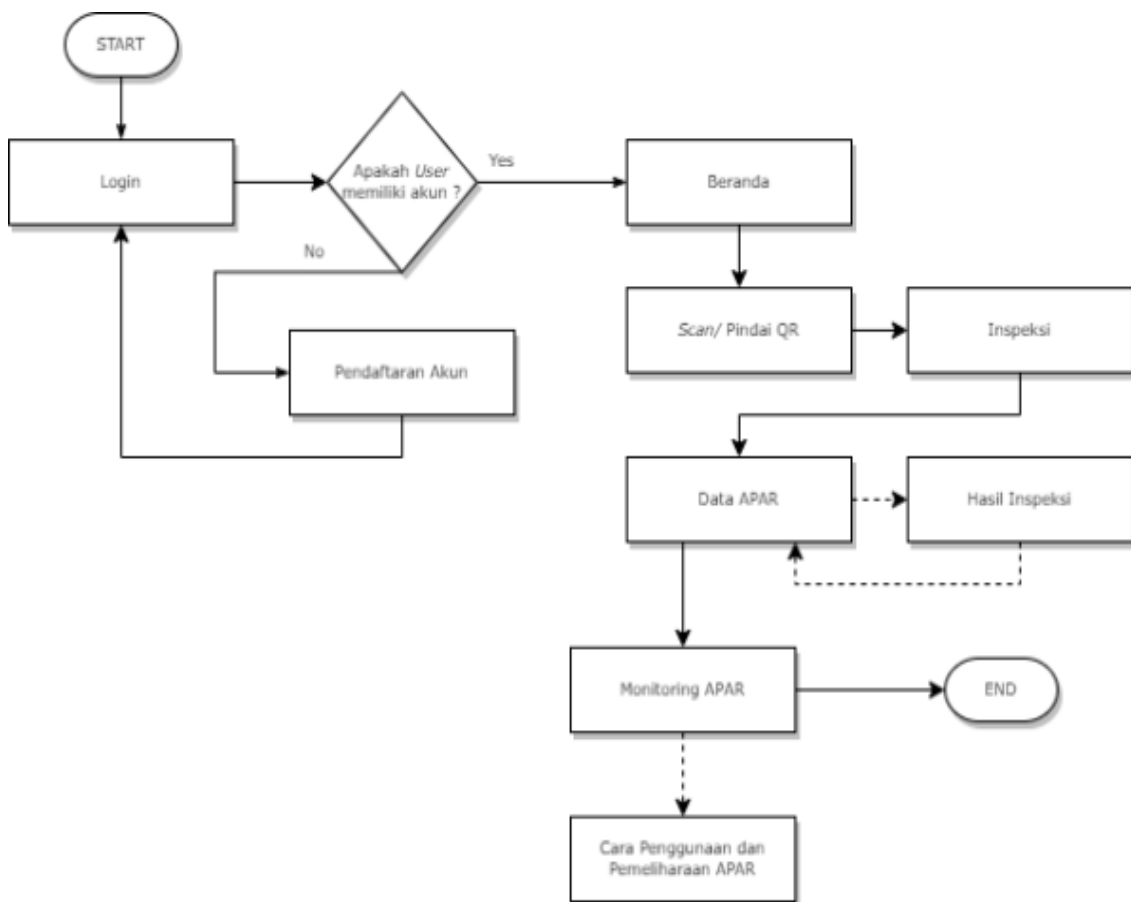 START
Login
Apakah User
memiliki akun ?
Yes
Beranda
No
Scan/ Pindai QR
Inspeksi
Pendaftaran Akun
Data APAR
Hasil Inspeksi
Monitoring APAR
END
Cara Penggunaan dan
Pemeliharaan APAR